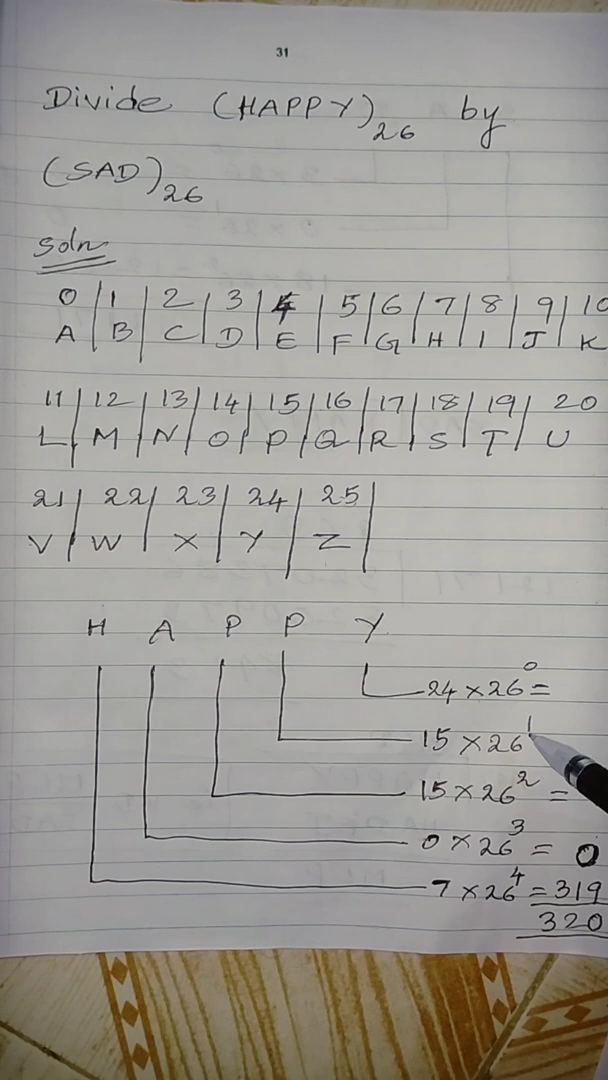 31
Divide (HAPPY)₂₆ by
(SAD)₂₆
Soln
0 | 1 | 2 | 3 | 4 | 5 | 6 | 7 | 8 | 9 | 10
A | B | C | D | E | F | G | H | I | J | K
11 | 12 | 13 | 14 | 15 | 16 | 17 | 18 | 19 | 20
L | M | N | O | P | Q | R | S | T | U
21 | 22 | 23 | 24 | 25 |
V | W | X | Y | Z |
H A P P Y
24 × 26⁰ =
15 × 26¹
15 × 26² =
0 × 26³ = 0
7 × 26⁴ = 319
320